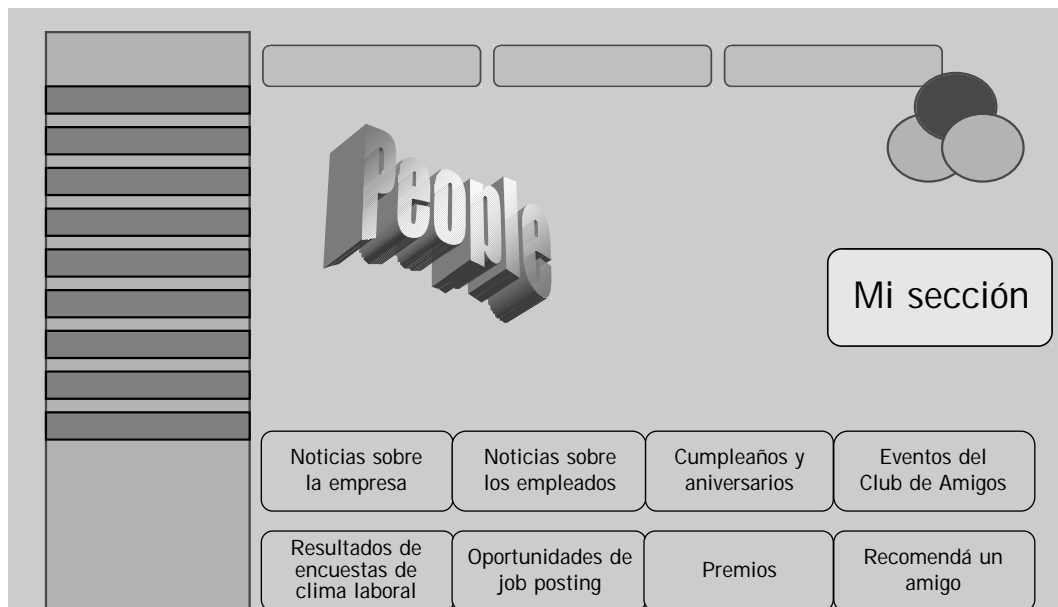 People
Mi sección
Noticias sobre
la empresa
Noticias sobre
los empleados
Cumpleaños y
aniversarios
Eventos del
Club de Amigos
Resultados de
encuestas de
clima laboral
Oportunidades de
job posting
Premios
Recomendá un
amigo